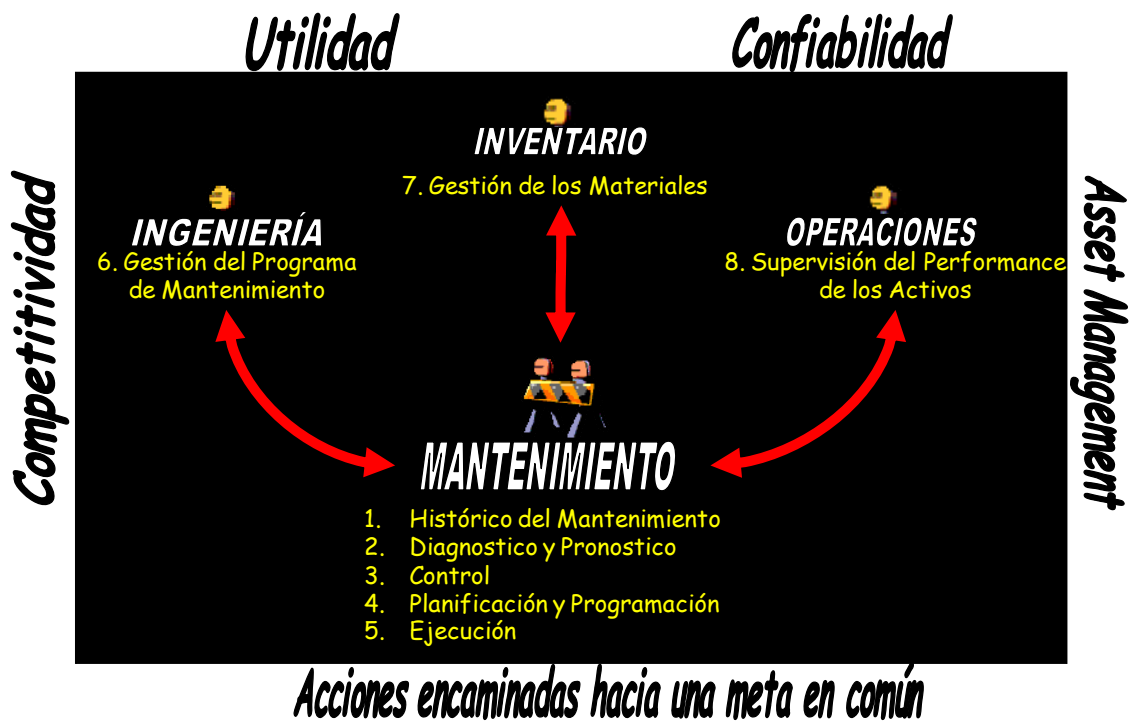 Utilidad
Confiabilidad
Competitividad
Asset Management
INVENTARIO
7. Gestión de los Materiales
INGENIERÍA
6. Gestión del Programa
de Mantenimiento
OPERACIONES
8. Supervisión del Performance
de los Activos
MANTENIMIENTO
1. Histórico del Mantenimiento
2. Diagnostico y Pronostico
3. Control
4. Planificación y Programación
5. Ejecución
Acciones encaminadas hacia una meta en común